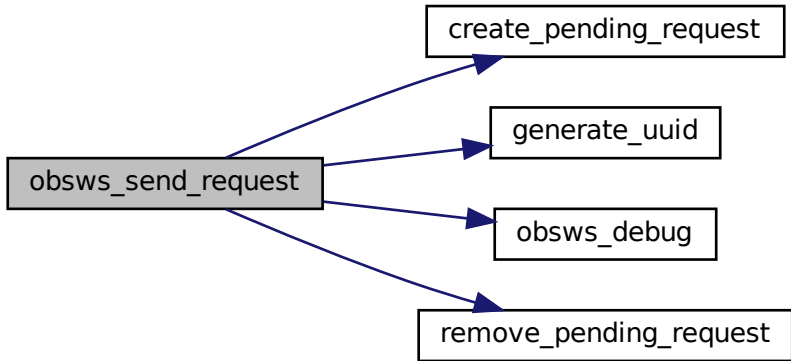 create_pending_request
generate_uuid
obsws_send_request
obsws_debug
remove_pending_request